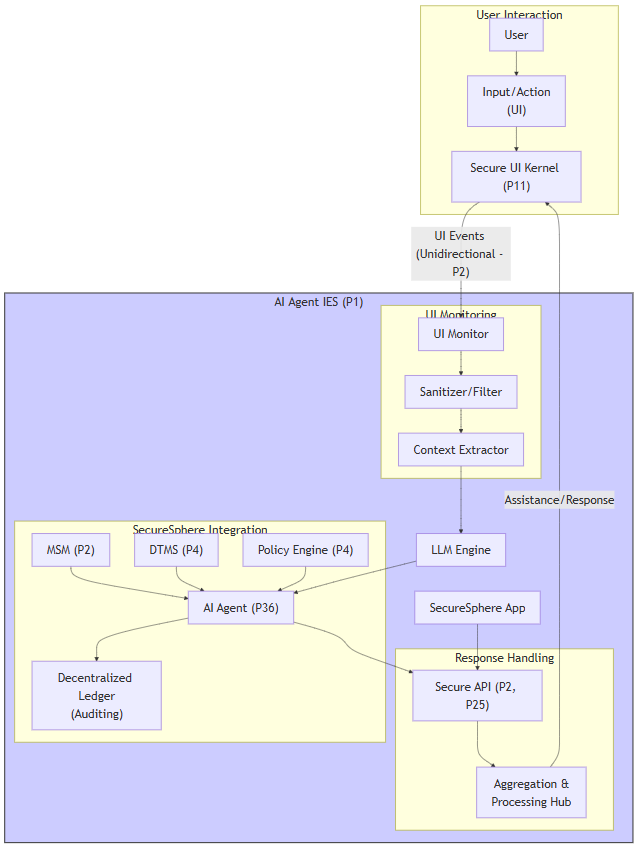 User Interaction
User
Input/Action
(UI)
Secure UI Kernel
(P11)
UI Events
(Unidirectional -
P2)
AI Agent IES (P1)
UI Monitoring
UI Monitor
Sanitizer/Filter
Context Extractor
Assistance/Response
SecureSphere Integration
MSM (P2)
DTMS (P4)
Policy Engine (P4)
LLM Engine
AI Agent (P36)
SecureSphere App
Decentralized
Ledger
(Auditing)
Response Handling
Secure API (P2,
P25)
Aggregation &
Processing Hub